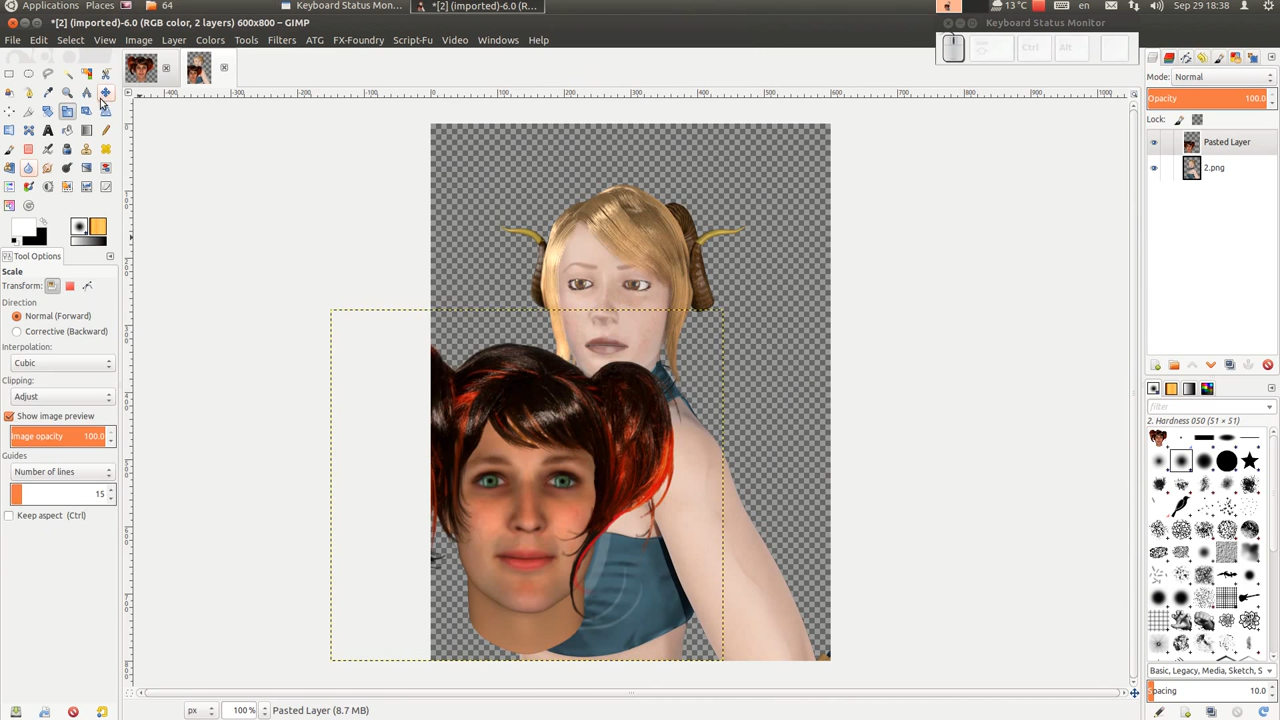 Applications Places 64 Keyboard Status Monitor *[2] (imported)-6.0 (R... 13 °C en Sep 29 18:38
*[2] (imported)-6.0 (RGB color, 2 layers) – GIMP
Keyboard Status Monitor
File Edit Select View Image Layer Colors Tools Filters ATG FX-Foundry Script-Fu Video Windows Help
Ctrl Alt
Mode: Normal
Opacity 100.0
Lock:
Pasted Layer
2.png
Tool Options
Scale
Transform:
Direction
Normal (Forward)
Corrective (Backward)
Interpolation:
Cubic
Clipping:
Adjust
Show image preview
Image opacity 100.0
Guides
Number of lines
15
Keep aspect (Ctrl)
filter
2. Hardness 050 (51 × 51)
Basic, Legacy, Media, Sketch, S
Spacing 10.0
px 100% Pasted Layer (8.7 MB)